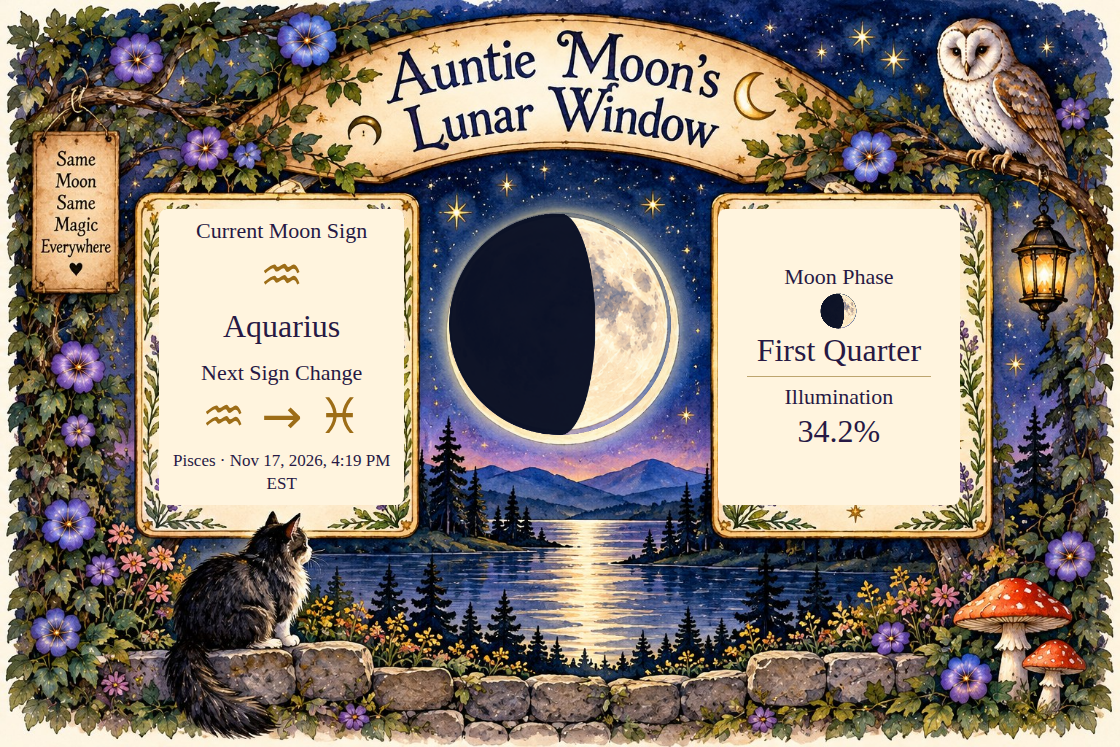 Auntie Moon's
Lunar Window
Same
Moon
Same
Magic
Everywhere
♥
Current Moon Sign
♒
Aquarius
Next Sign Change
♒ → ♓
Pisces · Nov 17, 2026, 4:19 PM
EST
Moon Phase
First Quarter
Illumination
34.2%